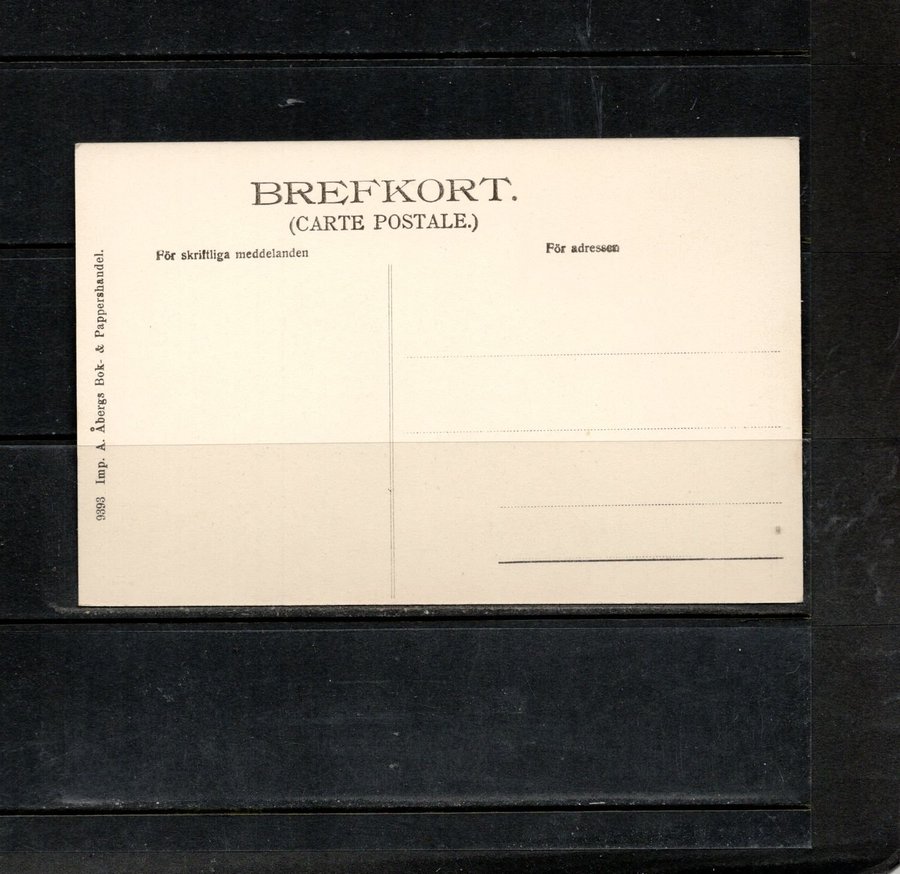 BREFKORT.
(CARTE POSTALE.)
För skriftliga meddelanden
För adressen
9393 Imp. A. Åbergs Bok- & Pappershandel.